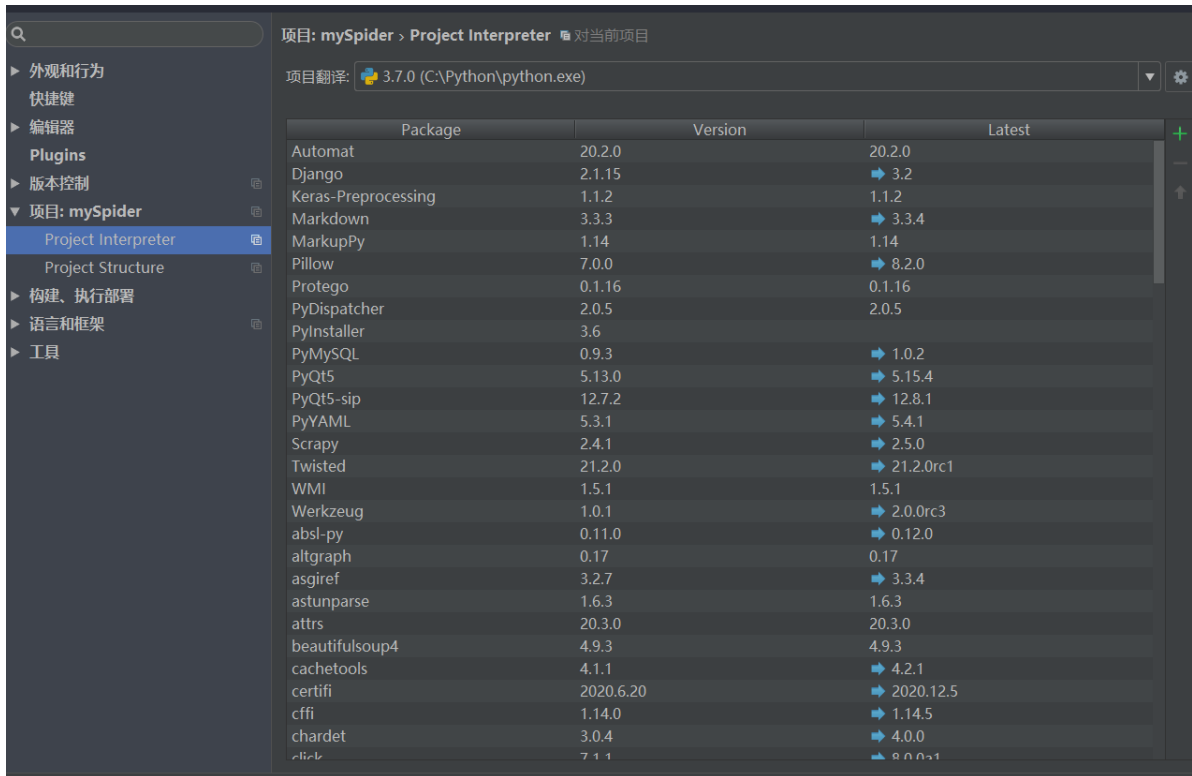 项目: mySpider › Project Interpreter 对当前项目
外观和行为
快捷键
编辑器
Plugins
版本控制
项目: mySpider
Project Interpreter
Project Structure
构建、执行部署
语言和框架
工具
项目翻译: 3.7.0 (C:\Python\python.exe)
Package Version Latest
Automat 20.2.0 20.2.0
Django 2.1.15 3.2
Keras-Preprocessing 1.1.2 1.1.2
Markdown 3.3.3 3.3.4
MarkupPy 1.14 1.14
Pillow 7.0.0 8.2.0
Protego 0.1.16 0.1.16
PyDispatcher 2.0.5 2.0.5
PyInstaller 3.6
PyMySQL 0.9.3 1.0.2
PyQt5 5.13.0 5.15.4
PyQt5-sip 12.7.2 12.8.1
PyYAML 5.3.1 5.4.1
Scrapy 2.4.1 2.5.0
Twisted 21.2.0 21.2.0rc1
WMI 1.5.1 1.5.1
Werkzeug 1.0.1 2.0.0rc3
absl-py 0.11.0 0.12.0
altgraph 0.17 0.17
asgiref 3.2.7 3.3.4
astunparse 1.6.3 1.6.3
attrs 20.3.0 20.3.0
beautifulsoup4 4.9.3 4.9.3
cachetools 4.1.1 4.2.1
certifi 2020.6.20 2020.12.5
cffi 1.14.0 1.14.5
chardet 3.0.4 4.0.0
click 7.1.1 8.0.0a1